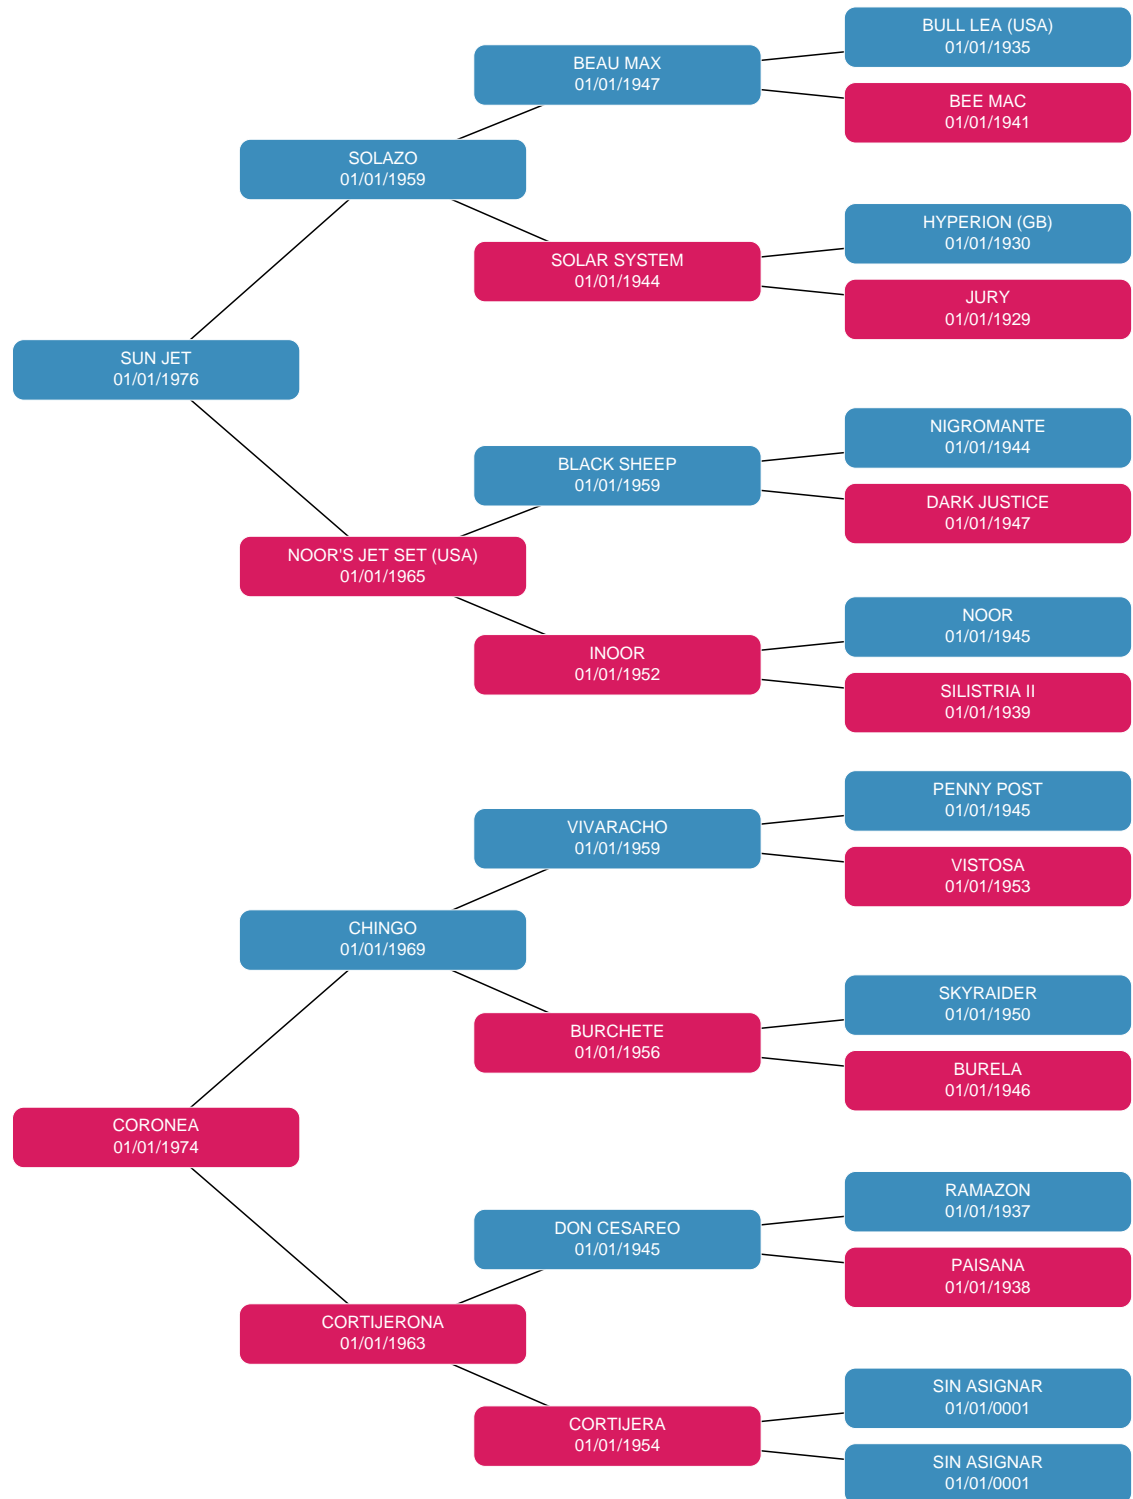 BULL LEA (USA)
01/01/1935
BEAU MAX
01/01/1947
BEE MAC
01/01/1941
SOLAZO
01/01/1959
HYPERION (GB)
01/01/1930
SOLAR SYSTEM
01/01/1944
JURY
01/01/1929
SUN JET
01/01/1976
NIGROMANTE
01/01/1944
BLACK SHEEP
01/01/1959
DARK JUSTICE
01/01/1947
NOOR'S JET SET (USA)
01/01/1965
NOOR
01/01/1945
INOOR
01/01/1952
SILISTRIA II
01/01/1939
PENNY POST
01/01/1945
VIVARACHO
01/01/1959
VISTOSA
01/01/1953
CHINGO
01/01/1969
SKYRAIDER
01/01/1950
BURCHETE
01/01/1956
BURELA
01/01/1946
CORONEA
01/01/1974
RAMAZON
01/01/1937
DON CESAREO
01/01/1945
PAISANA
01/01/1938
CORTIJERONA
01/01/1963
SIN ASIGNAR
01/01/0001
CORTIJERA
01/01/1954
SIN ASIGNAR
01/01/0001